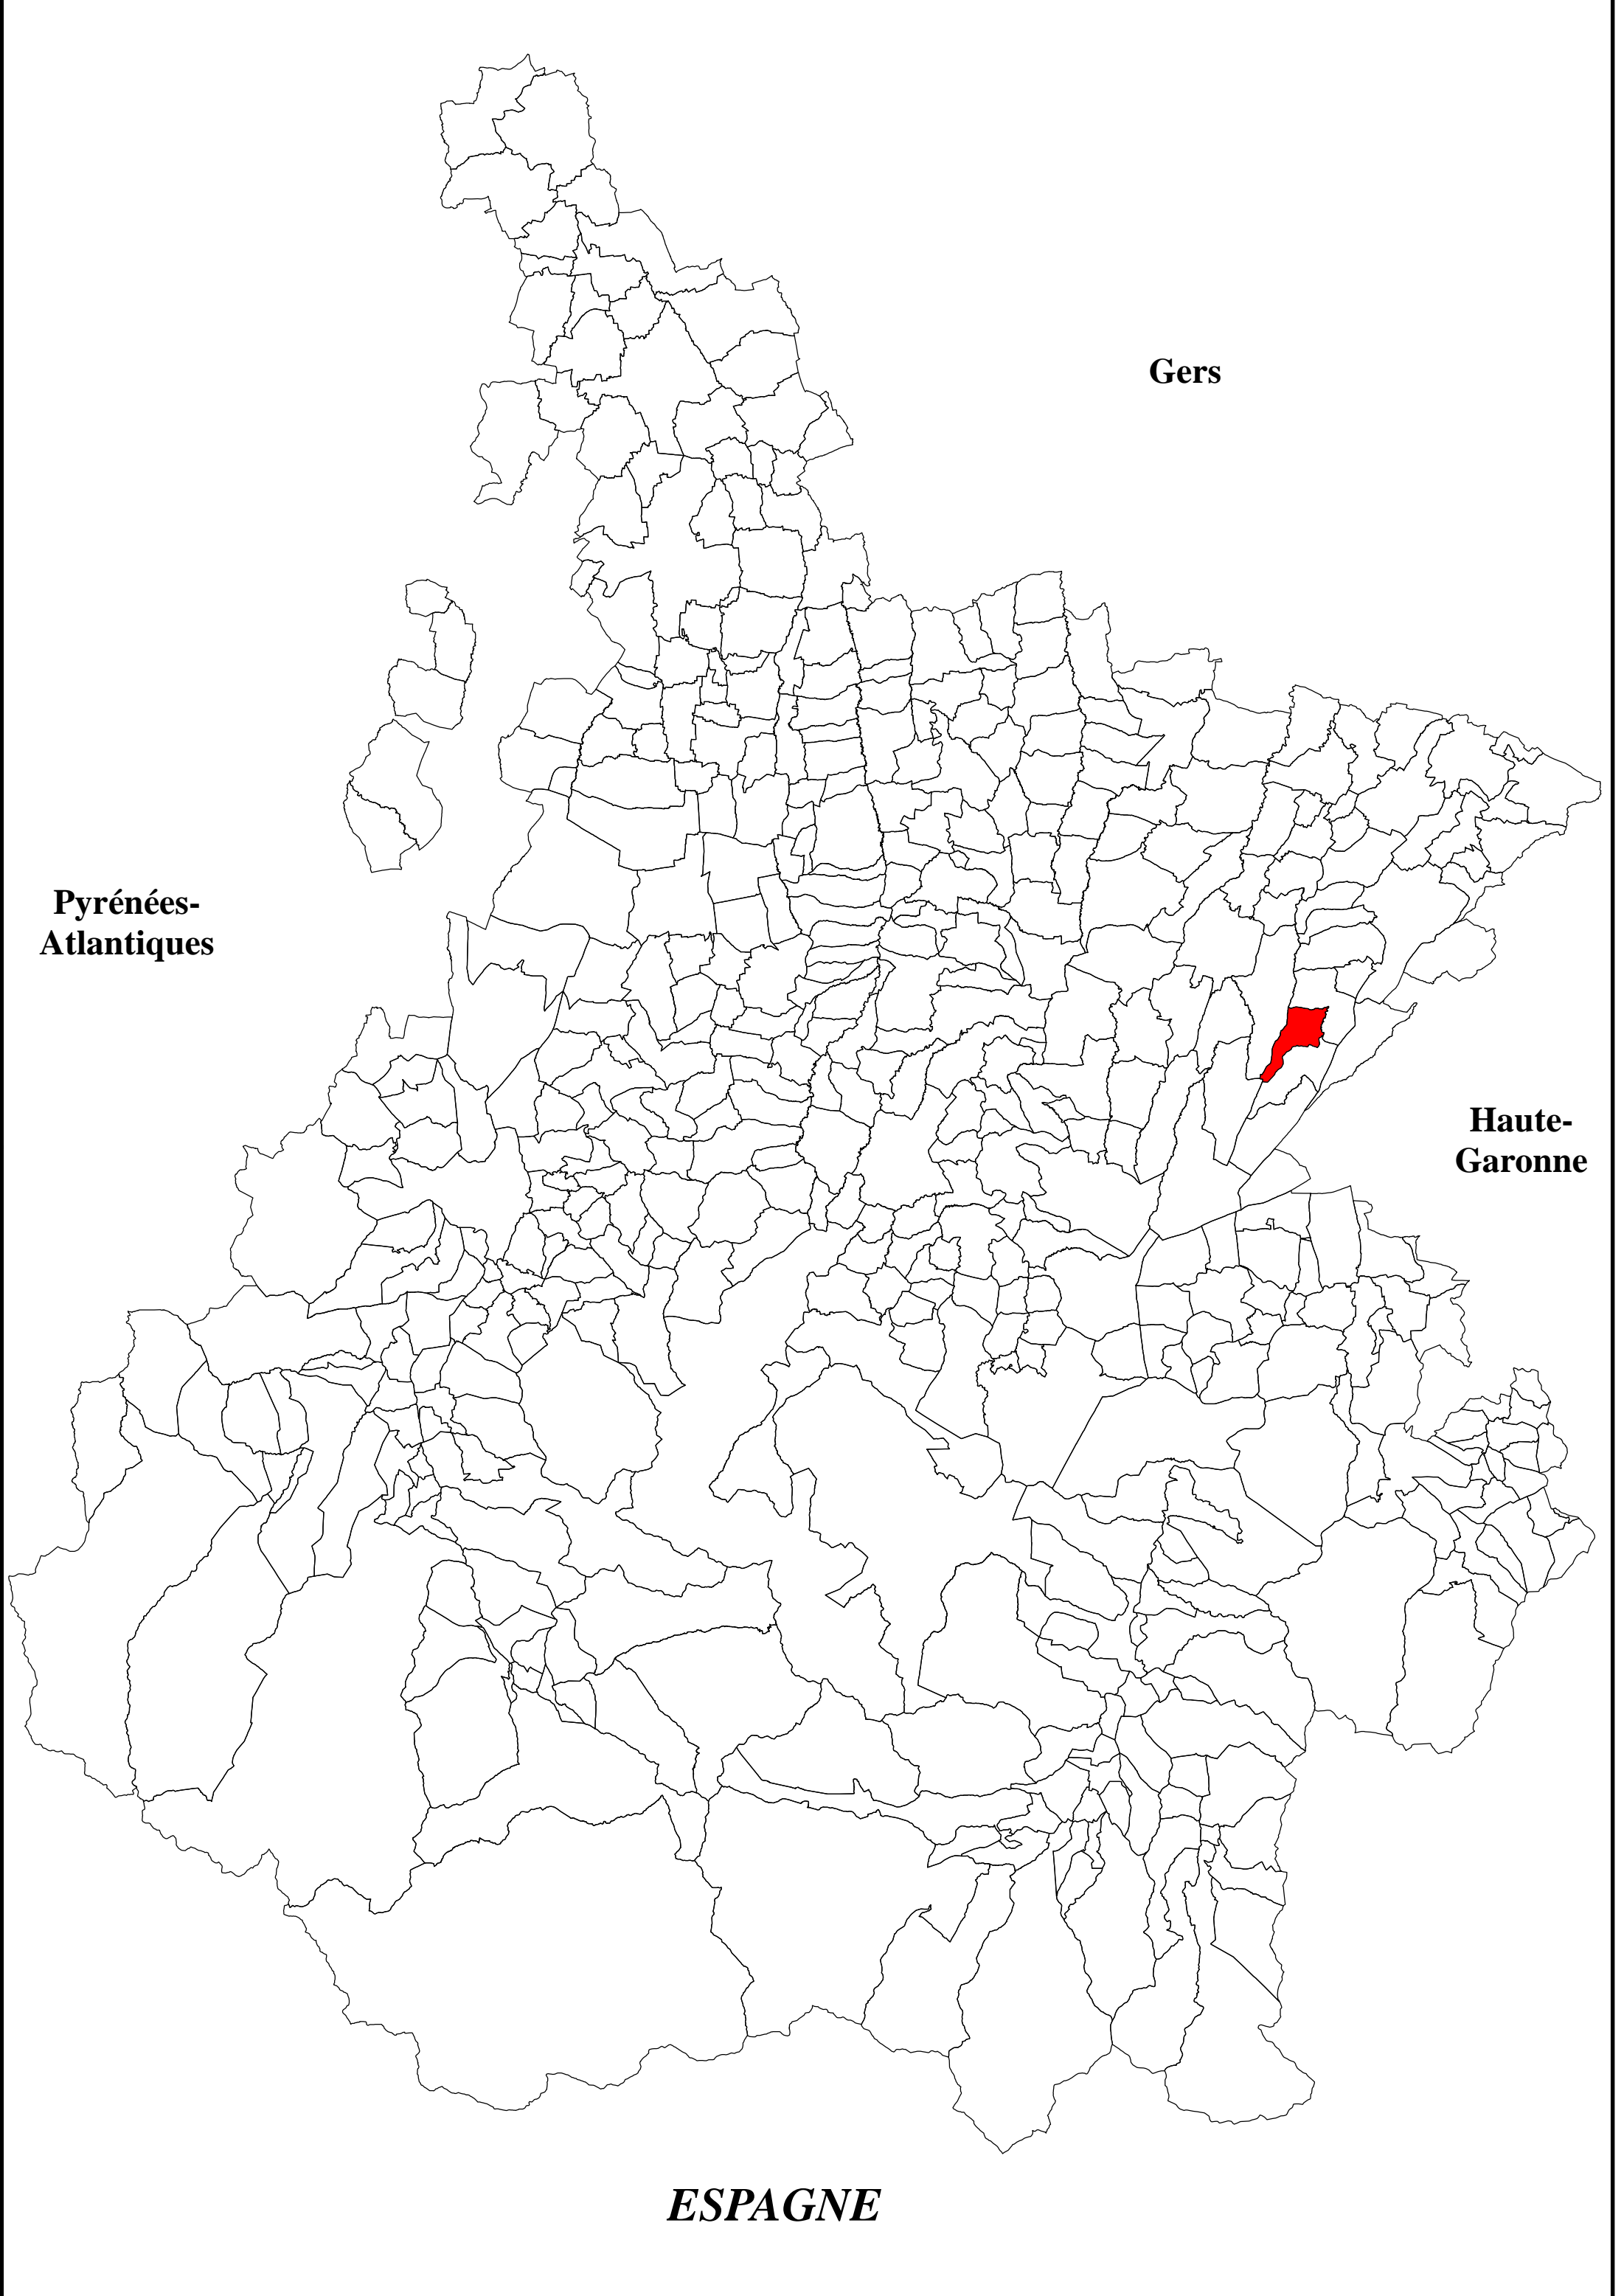 Gers
Pyrénées-
Atlantiques
Haute-
Garonne
ESPAGNE